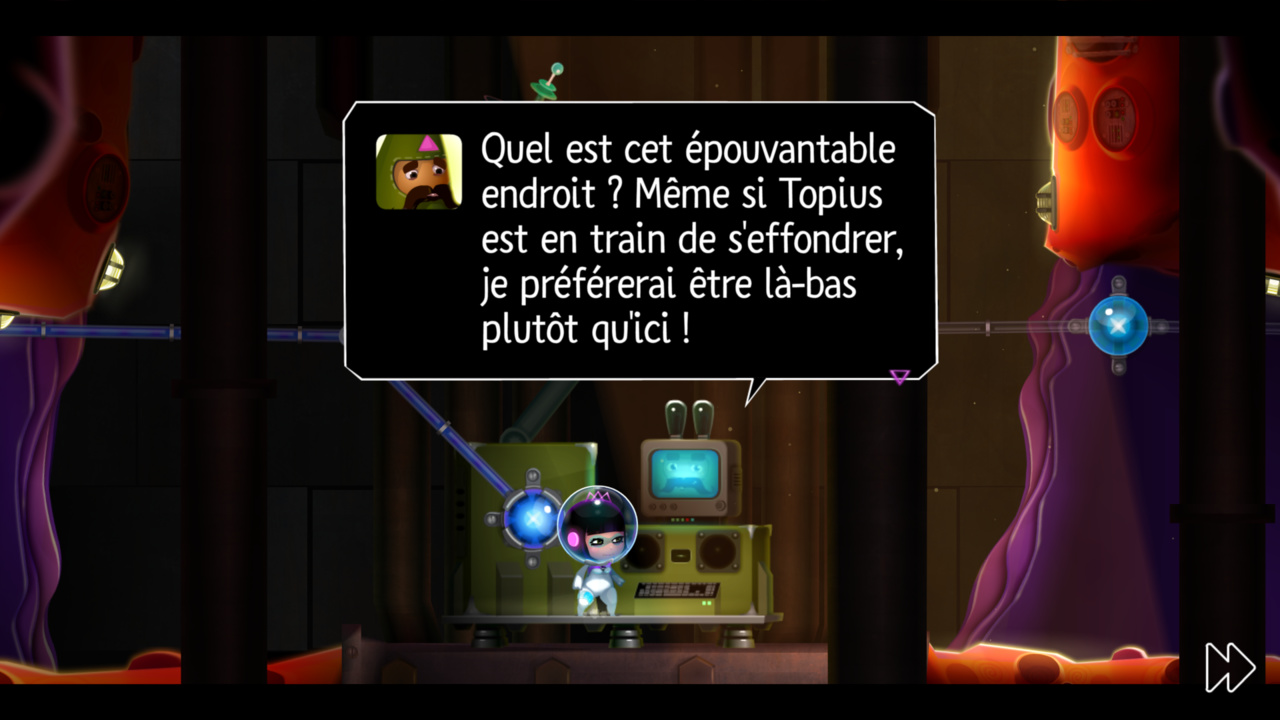 Quel est cet épouvantable
endroit ? Même si Topius
est en train de s'effondrer,
je préférerai être là-bas
plutôt qu'ici !